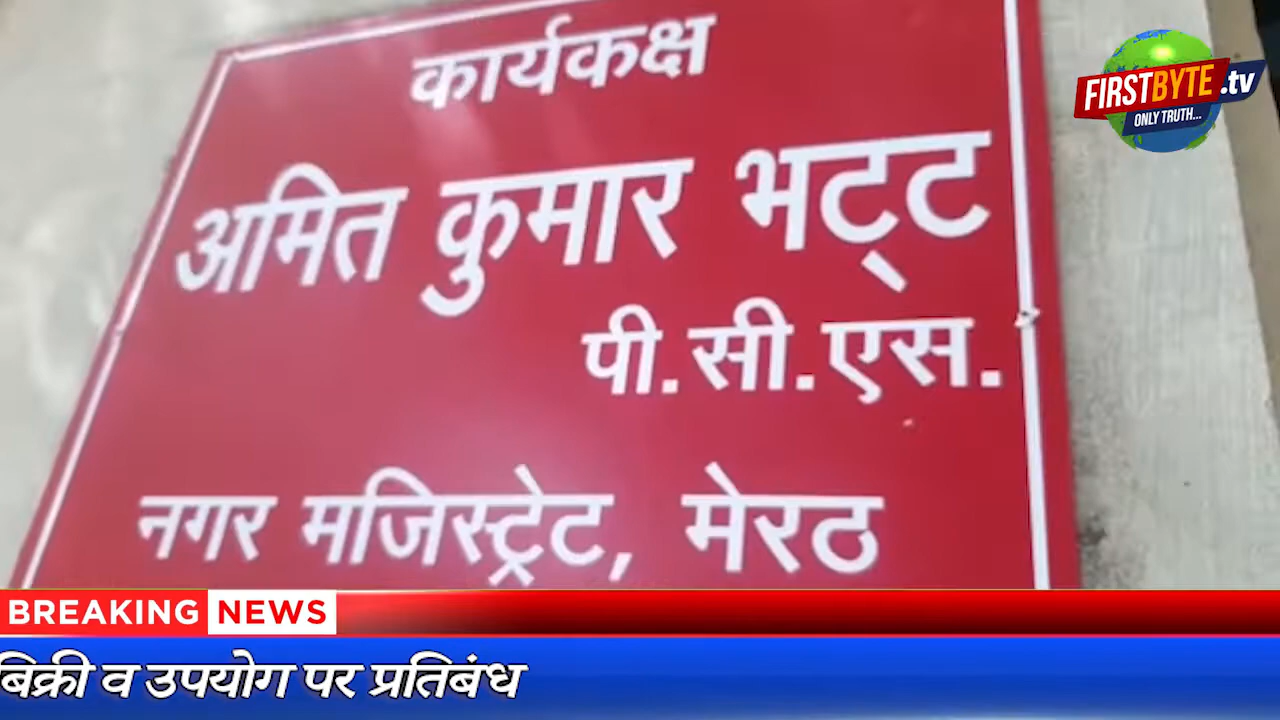 कार्यकक्ष
FIRSTBYTE.tv
ONLY TRUTH...
अमित कुमार भट्ट
पी.सी.एस.
नगर मजिस्ट्रेट, मेरठ
BREAKING NEWS
बिक्री व उपयोग पर प्रतिबंध